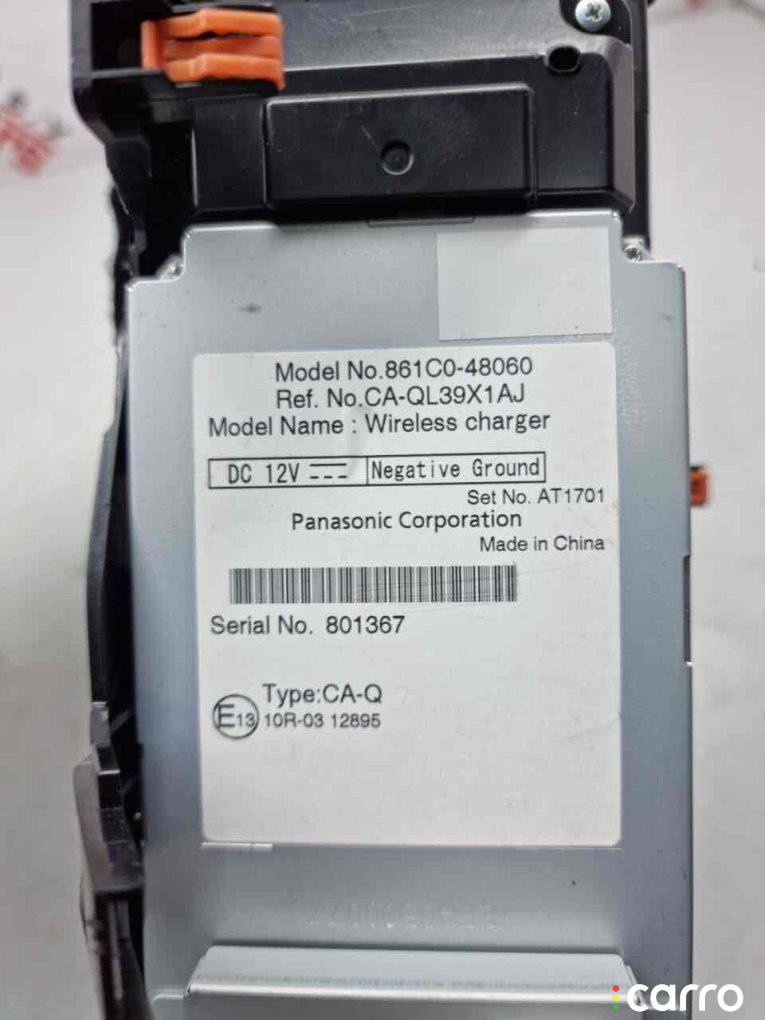 Model No.861C0-48060
Ref. No.CA-QL39X1AJ
Model Name : Wireless charger
DC 12V Negative Ground
Set No. AT1701
Panasonic Corporation
Made in China
Serial No. 801367
Type:CA-Q
E13 10R-03 12895
carro